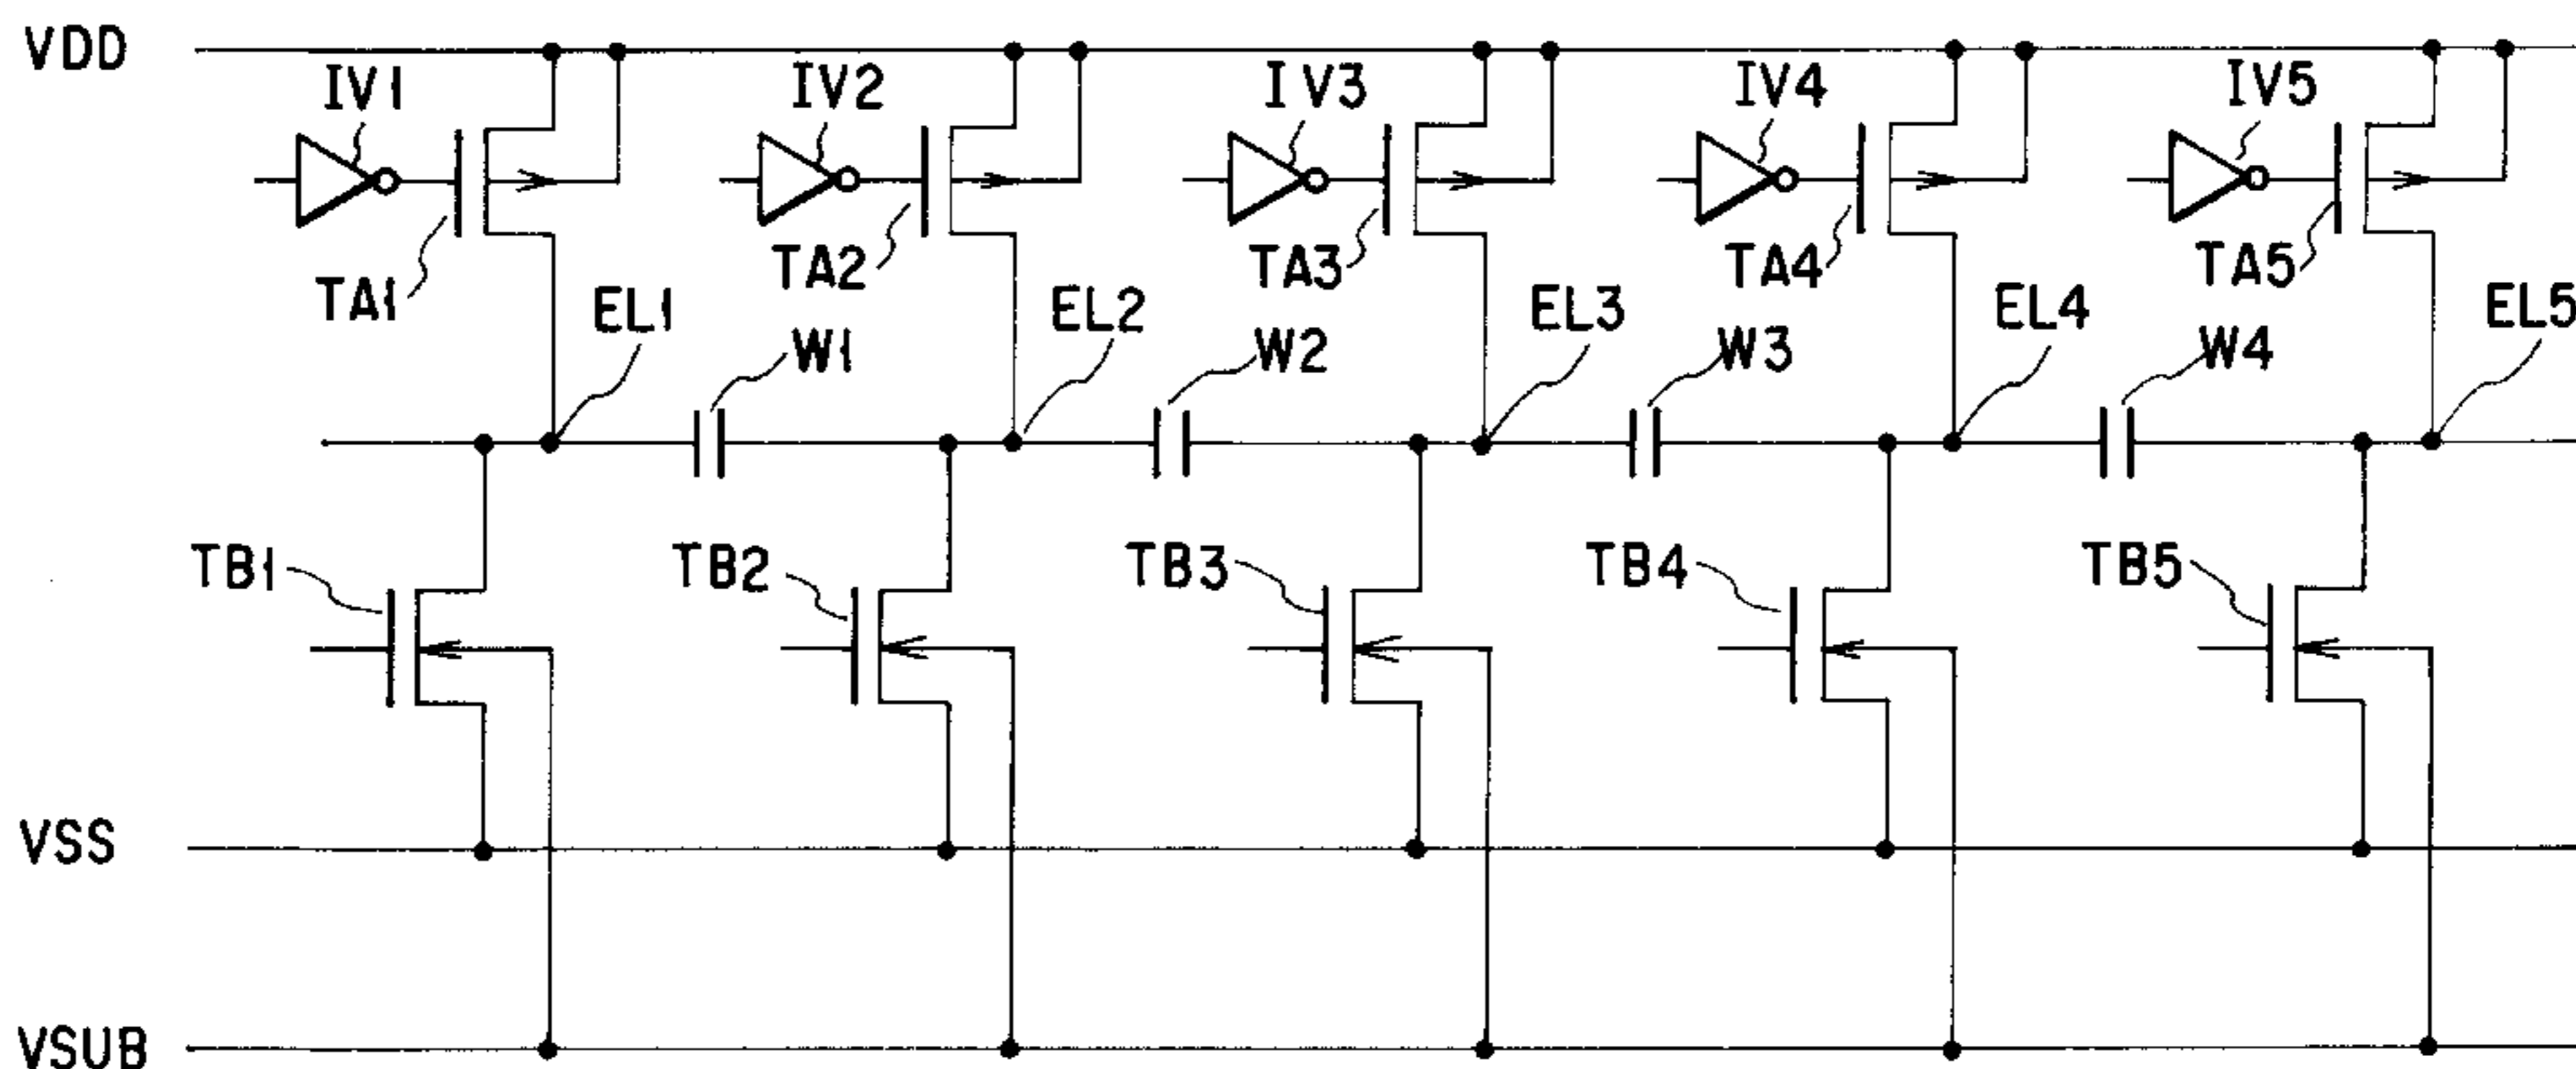 VDD
IV1 IV2 IV3 IV4 IV5
TA1 TA2 TA3 TA4 TA5
EL1 EL2 EL3 EL4 EL5
W1 W2 W3 W4
TB1 TB2 TB3 TB4 TB5
VSS
VSUB